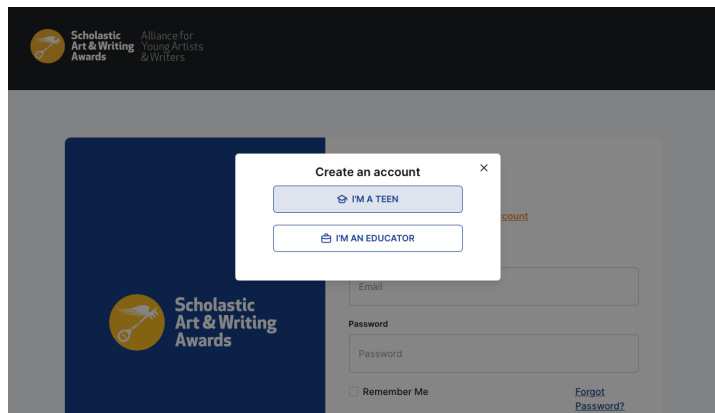 Scholastic
Art & Writing
Awards
Alliance for
Young Artists
& Writers
Create an account
I'M A TEEN
I'M AN EDUCATOR
count
Email
Password
Password
Remember Me
Forgot
Password?
Scholastic
Art & Writing
Awards